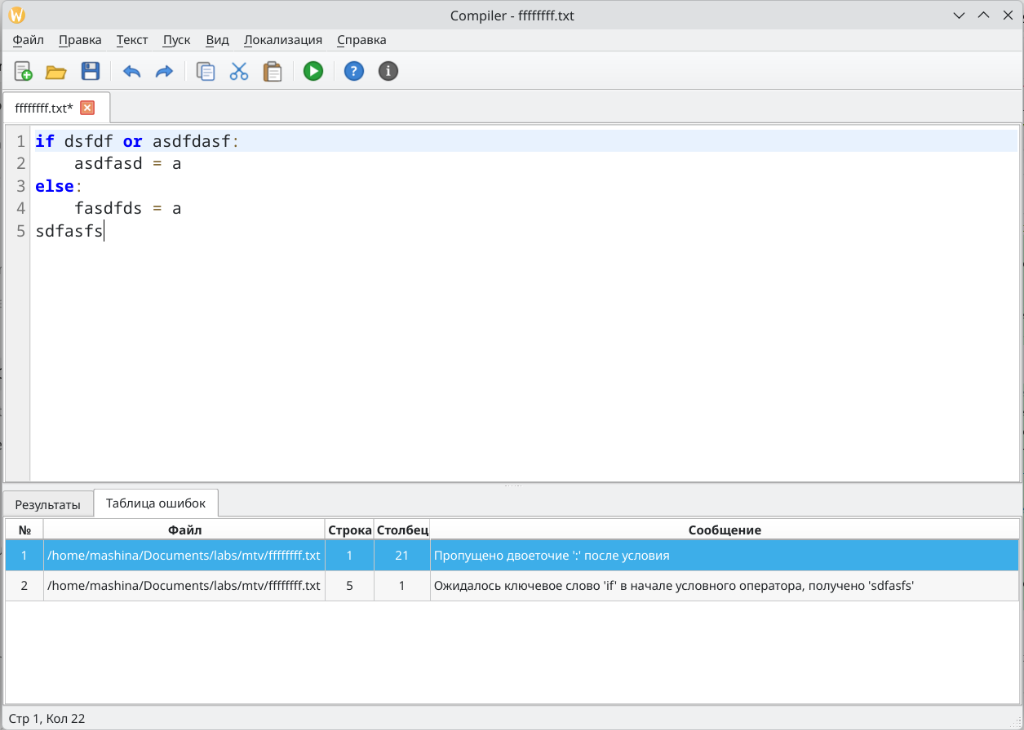 Compiler - ffffffff.txt
Файл Правка Текст Пуск Вид Локализация Справка
ffffffff.txt*
1 if dsfdf or asdfdasf:
2     asdfasd = a
3 else:
4     fasdfds = a
5 sdfasfs
Результаты Таблица ошибок
№ Файл Строка Столбец Сообщение
1 /home/mashina/Documents/labs/mtv/ffffffff.txt 1 21 Пропущено двоеточие ':' после условия
2 /home/mashina/Documents/labs/mtv/ffffffff.txt 5 1 Ожидалось ключевое слово 'if' в начале условного оператора, получено 'sdfasfs'
Стр 1, Кол 22